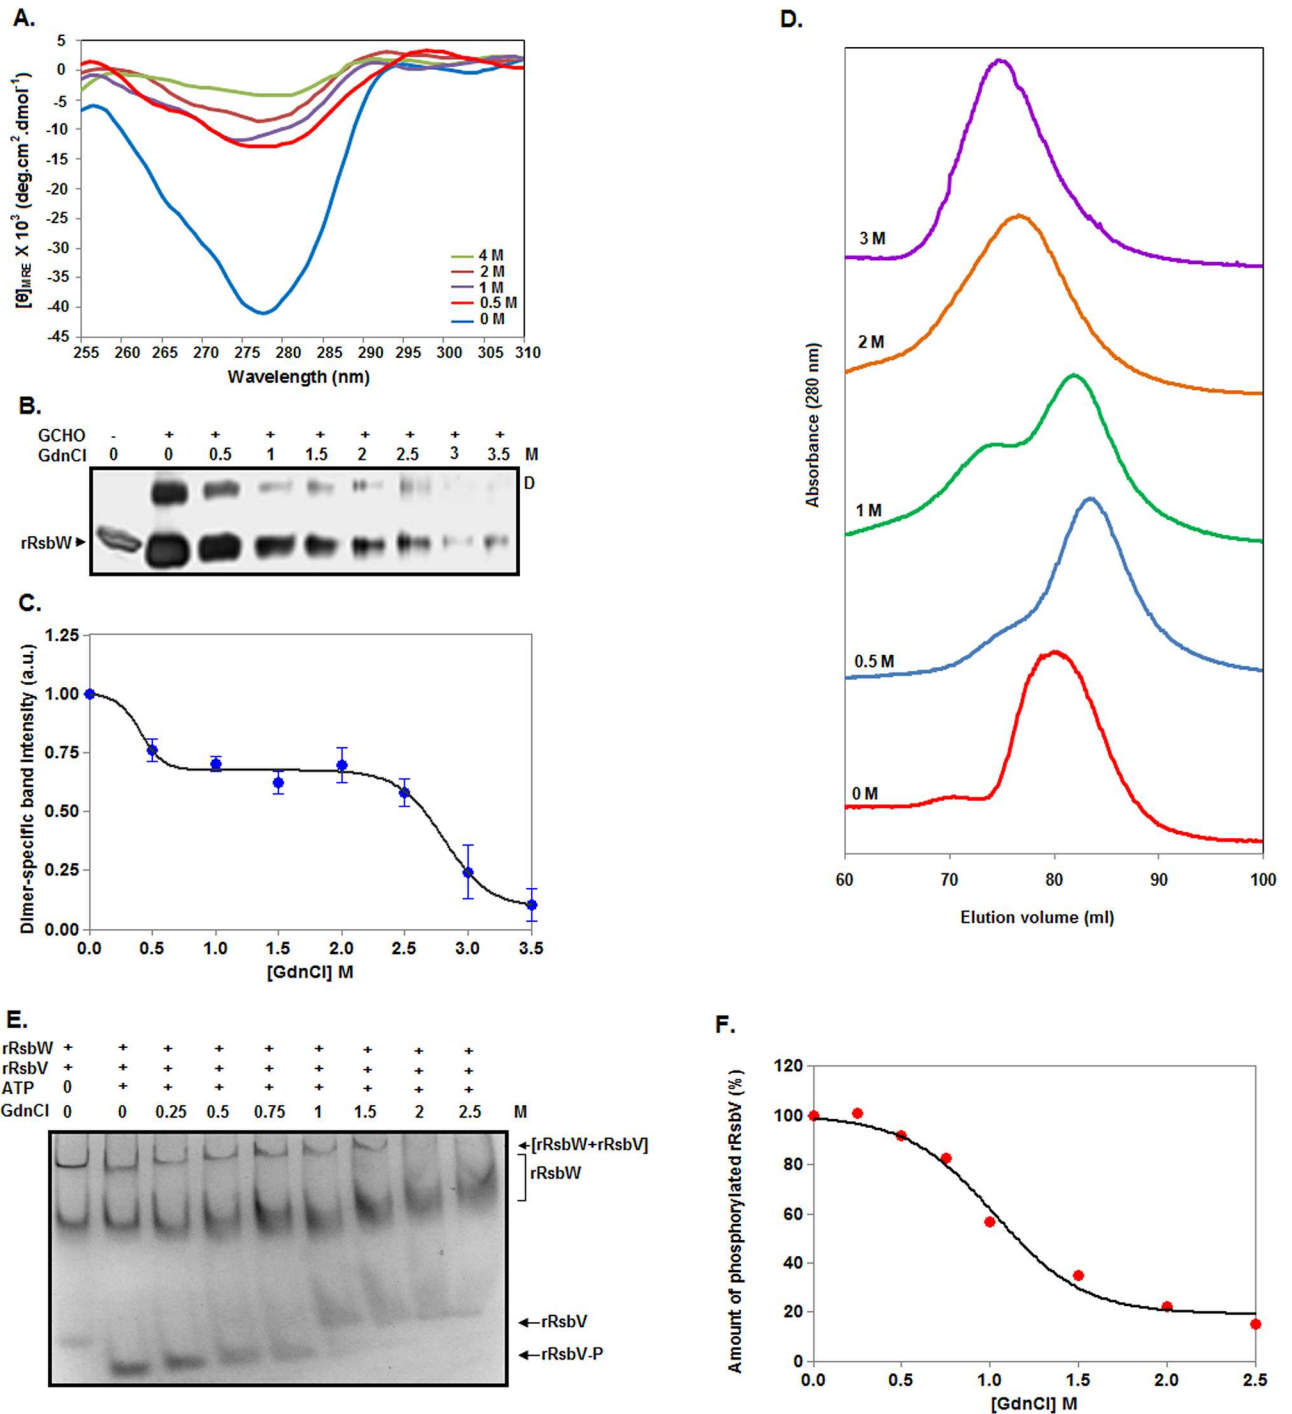 A.
[θ]MRE X 10³ (deg.cm².dmol⁻¹)
5
0
-5
-10
-15
-20
-25
-30
-35
-40
-45
4 M
2 M
1 M
0.5 M
0 M
255 260 265 270 275 280 285 290 295 300 305 310
Wavelength (nm)
B.
GCHO - + + + + + + + +
GdnCl 0 0 0.5 1 1.5 2 2.5 3 3.5 M
D
rRsbW
C.
Dimer-specific band Intensity (a.u.)
1.25
1.00
0.75
0.50
0.25
0.00
0.0 0.5 1.0 1.5 2.0 2.5 3.0 3.5
[GdnCl] M
D.
Absorbance (280 nm)
3 M
2 M
1 M
0.5 M
0 M
60 70 80 90 100
Elution volume (ml)
E.
rRsbW + + + + + + + + +
rRsbV + + + + + + + + +
ATP 0 + + + + + + + +
GdnCl 0 0 0.25 0.5 0.75 1 1.5 2 2.5 M
[rRsbW+rRsbV]
rRsbW
rRsbV
rRsbV-P
F.
Amount of phosphorylated rRsbV (%)
120
100
80
60
40
20
0
0.0 0.5 1.0 1.5 2.0 2.5
[GdnCl] M